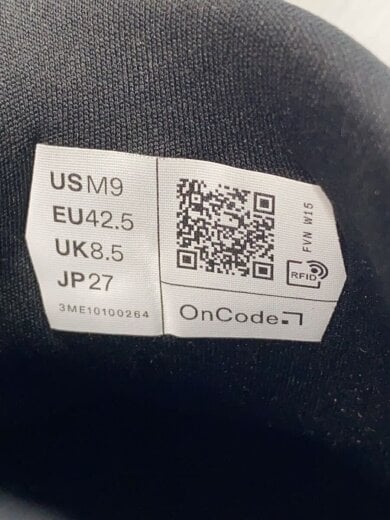 USM9
EU42.5
UK8.5
JP27
3ME10100264
FVN W15
RFID
OnCode